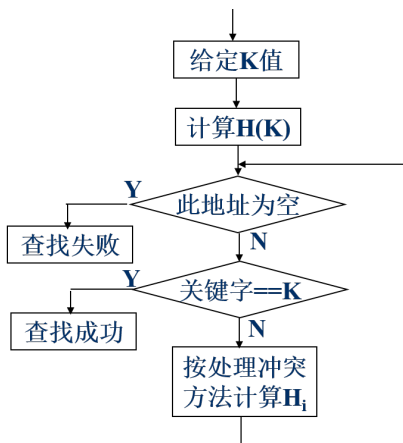 给定K值
计算H(K)
Y
此地址为空
N
查找失败
Y
关键字==K
N
查找成功
按处理冲突
方法计算Hi